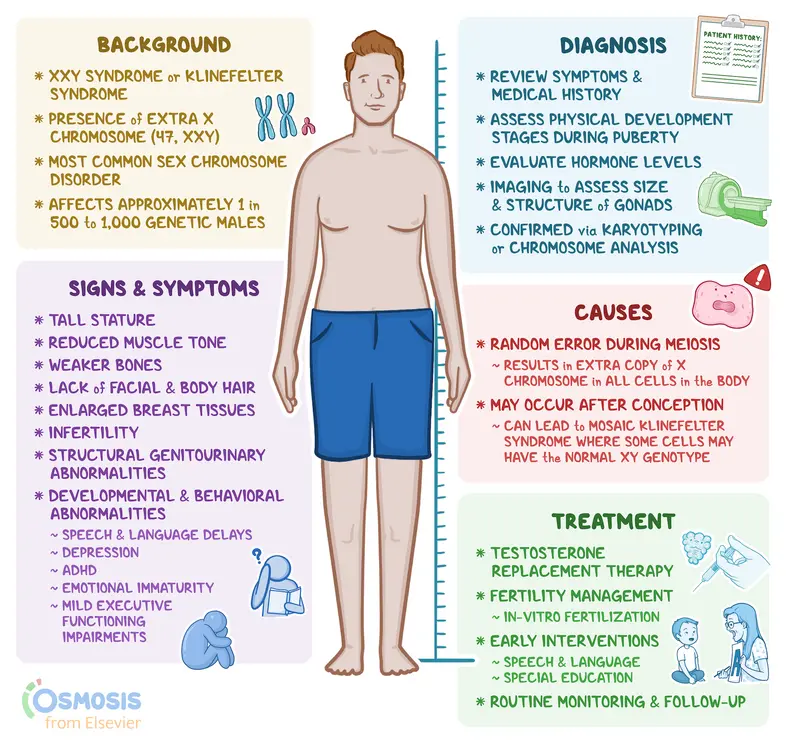 BACKGROUND
* XXY SYNDROME or KLINEFELTER
SYNDROME
* PRESENCE of EXTRA X
CHROMOSOME (47, XXY)
* MOST COMMON SEX CHROMOSOME
DISORDER
* AFFECTS APPROXIMATELY 1 in
500 to 1,000 GENETIC MALES
SIGNS & SYMPTOMS
* TALL STATURE
* REDUCED MUSCLE TONE
* WEAKER BONES
* LACK of FACIAL & BODY HAIR
* ENLARGED BREAST TISSUES
* INFERTILITY
* STRUCTURAL GENITOURINARY
ABNORMALITIES
* DEVELOPMENTAL & BEHAVIORAL
ABNORMALITIES
~ SPEECH & LANGUAGE DELAYS
~ DEPRESSION
~ ADHD
~ EMOTIONAL IMMATURITY
~ MILD EXECUTIVE
FUNCTIONING
IMPAIRMENTS
?
OSMOSIS
from Elsevier
DIAGNOSIS
PATIENT HISTORY:
* REVIEW SYMPTOMS &
MEDICAL HISTORY
* ASSESS PHYSICAL DEVELOPMENT
STAGES DURING PUBERTY
* EVALUATE HORMONE LEVELS
* IMAGING to ASSESS SIZE
& STRUCTURE of GONADS
* CONFIRMED via KARYOTYPING
or CHROMOSOME ANALYSIS
!
CAUSES
* RANDOM ERROR DURING MEIOSIS
~ RESULTS in EXTRA COPY of X
CHROMOSOME in ALL CELLS in the BODY
* MAY OCCUR AFTER CONCEPTION
~ CAN LEAD to MOSAIC KLINEFELTER
SYNDROME WHERE SOME CELLS MAY
HAVE the NORMAL XY GENOTYPE
TREATMENT
* TESTOSTERONE
REPLACEMENT THERAPY
* FERTILITY MANAGEMENT
~ IN-VITRO FERTILIZATION
* EARLY INTERVENTIONS
~ SPEECH & LANGUAGE
~ SPECIAL EDUCATION
* ROUTINE MONITORING & FOLLOW-UP